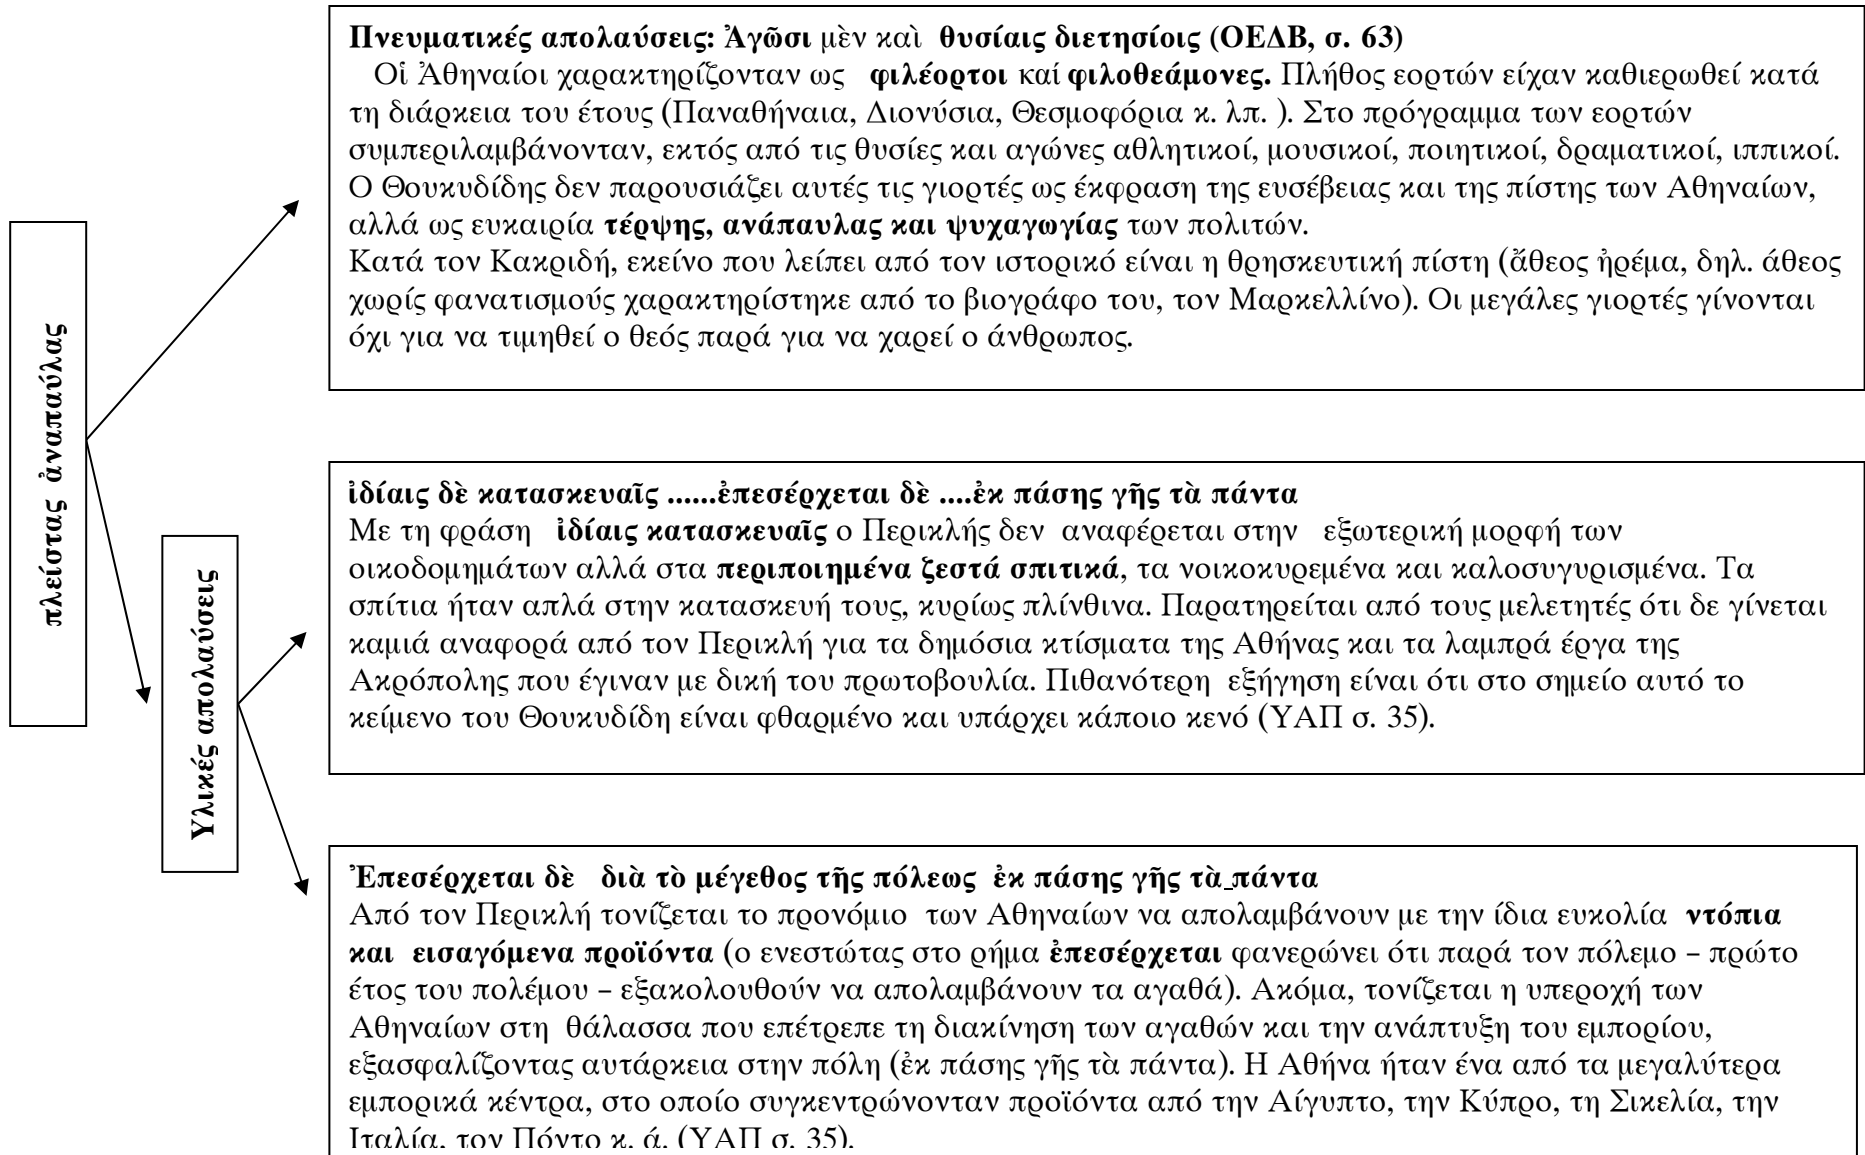 πλείστας ἀναπαύλας
Πνευματικές απολαύσεις: Ἀγῶσι μὲν καὶ θυσίαις διετησίοις (ΟΕΔΒ, σ. 63)
Οἱ Ἀθηναίοι χαρακτηρίζονταν ως φιλέορτοι καί φιλοθεάμονες. Πλήθος εορτών είχαν καθιερωθεί κατά
τη διάρκεια του έτους (Παναθήναια, Διονύσια, Θεσμοφόρια κ. λπ. ). Στο πρόγραμμα των εορτών
συμπεριλαμβάνονταν, εκτός από τις θυσίες και αγώνες αθλητικοί, μουσικοί, ποιητικοί, δραματικοί, ιππικοί.
Ο Θουκυδίδης δεν παρουσιάζει αυτές τις γιορτές ως έκφραση της ευσέβειας και της πίστης των Αθηναίων,
αλλά ως ευκαιρία τέρψης, ανάπαυλας και ψυχαγωγίας των πολιτών.
Κατά τον Κακριδή, εκείνο που λείπει από τον ιστορικό είναι η θρησκευτική πίστη (ἄθεος ἠρέμα, δηλ. άθεος
χωρίς φανατισμούς χαρακτηρίστηκε από το βιογράφο του, τον Μαρκελλίνο). Οι μεγάλες γιορτές γίνονται
όχι για να τιμηθεί ο θεός παρά για να χαρεί ο άνθρωπος.
Υλικές απολαύσεις
ἰδίαις δὲ κατασκευαῖς ......ἐπεσέρχεται δὲ ....ἐκ πάσης γῆς τὰ πάντα
Με τη φράση ἰδίαις κατασκευαῖς ο Περικλής δεν αναφέρεται στην εξωτερική μορφή των
οικοδομημάτων αλλά στα περιποιημένα ζεστά σπιτικά, τα νοικοκυρεμένα και καλοσυγυρισμένα. Τα
σπίτια ήταν απλά στην κατασκευή τους, κυρίως πλίνθινα. Παρατηρείται από τους μελετητές ότι δε γίνεται
καμιά αναφορά από τον Περικλή για τα δημόσια κτίσματα της Αθήνας και τα λαμπρά έργα της
Ακρόπολης που έγιναν με δική του πρωτοβουλία. Πιθανότερη εξήγηση είναι ότι στο σημείο αυτό το
κείμενο του Θουκυδίδη είναι φθαρμένο και υπάρχει κάποιο κενό (ΥΑΠ σ. 35).
Ἐπεσέρχεται δὲ διὰ τὸ μέγεθος τῆς πόλεως ἐκ πάσης γῆς τὰ πάντα
Από τον Περικλή τονίζεται το προνόμιο των Αθηναίων να απολαμβάνουν με την ίδια ευκολία ντόπια
και εισαγόμενα προϊόντα (ο ενεστώτας στο ρήμα ἐπεσέρχεται φανερώνει ότι παρά τον πόλεμο – πρώτο
έτος του πολέμου – εξακολουθούν να απολαμβάνουν τα αγαθά). Ακόμα, τονίζεται η υπεροχή των
Αθηναίων στη θάλασσα που επέτρεπε τη διακίνηση των αγαθών και την ανάπτυξη του εμπορίου,
εξασφαλίζοντας αυτάρκεια στην πόλη (ἐκ πάσης γῆς τὰ πάντα). Η Αθήνα ήταν ένα από τα μεγαλύτερα
εμπορικά κέντρα, στο οποίο συγκεντρώνονταν προϊόντα από την Αίγυπτο, την Κύπρο, τη Σικελία, την
Ιταλία, τον Πόντο κ. ά. (ΥΑΠ σ. 35).